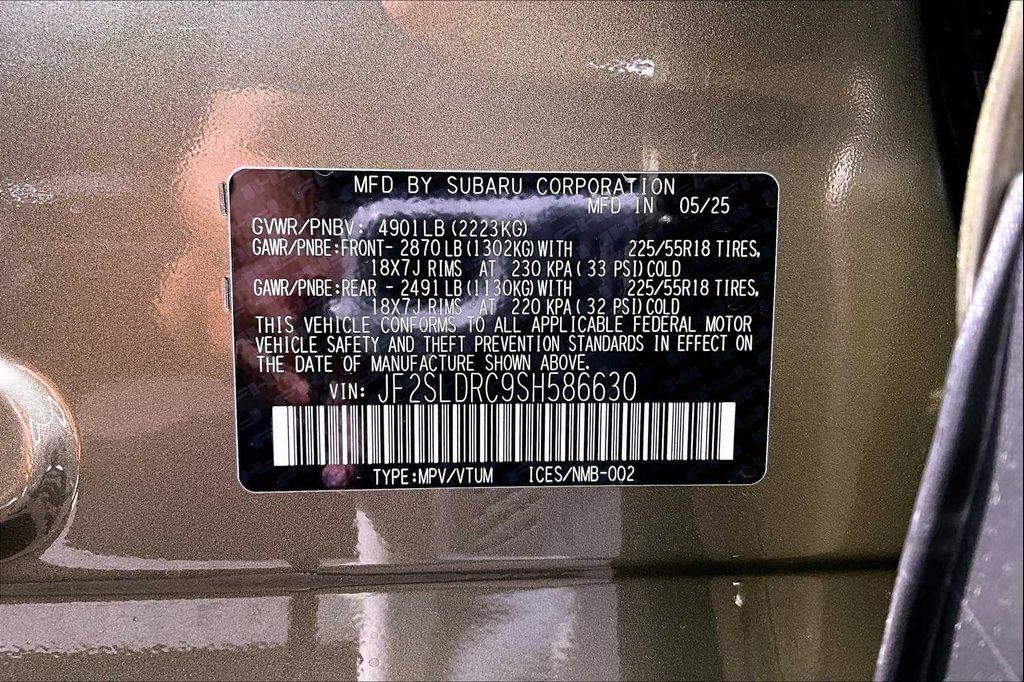 MFD BY SUBARU CORPORATION
MFD IN 05/25
GVWR/PNBV: 4901LB (2223KG)
GAWR/PNBE:FRONT- 2870 LB (1302KG) WITH 225/55R18 TIRES,
18X7J RIMS AT 230 KPA (33 PSI) COLD
GAWR/PNBE:REAR - 2491 LB (1130KG) WITH 225/55R18 TIRES,
18X7J RIMS AT 220 KPA (32 PSI) COLD
THIS VEHICLE CONFORMS TO ALL APPLICABLE FEDERAL MOTOR
VEHICLE SAFETY AND THEFT PREVENTION STANDARDS IN EFFECT ON
THE DATE OF MANUFACTURE SHOWN ABOVE.
VIN: JF2SLDRC9SH586630
TYPE:MPV/VTUM ICES/NMB-002